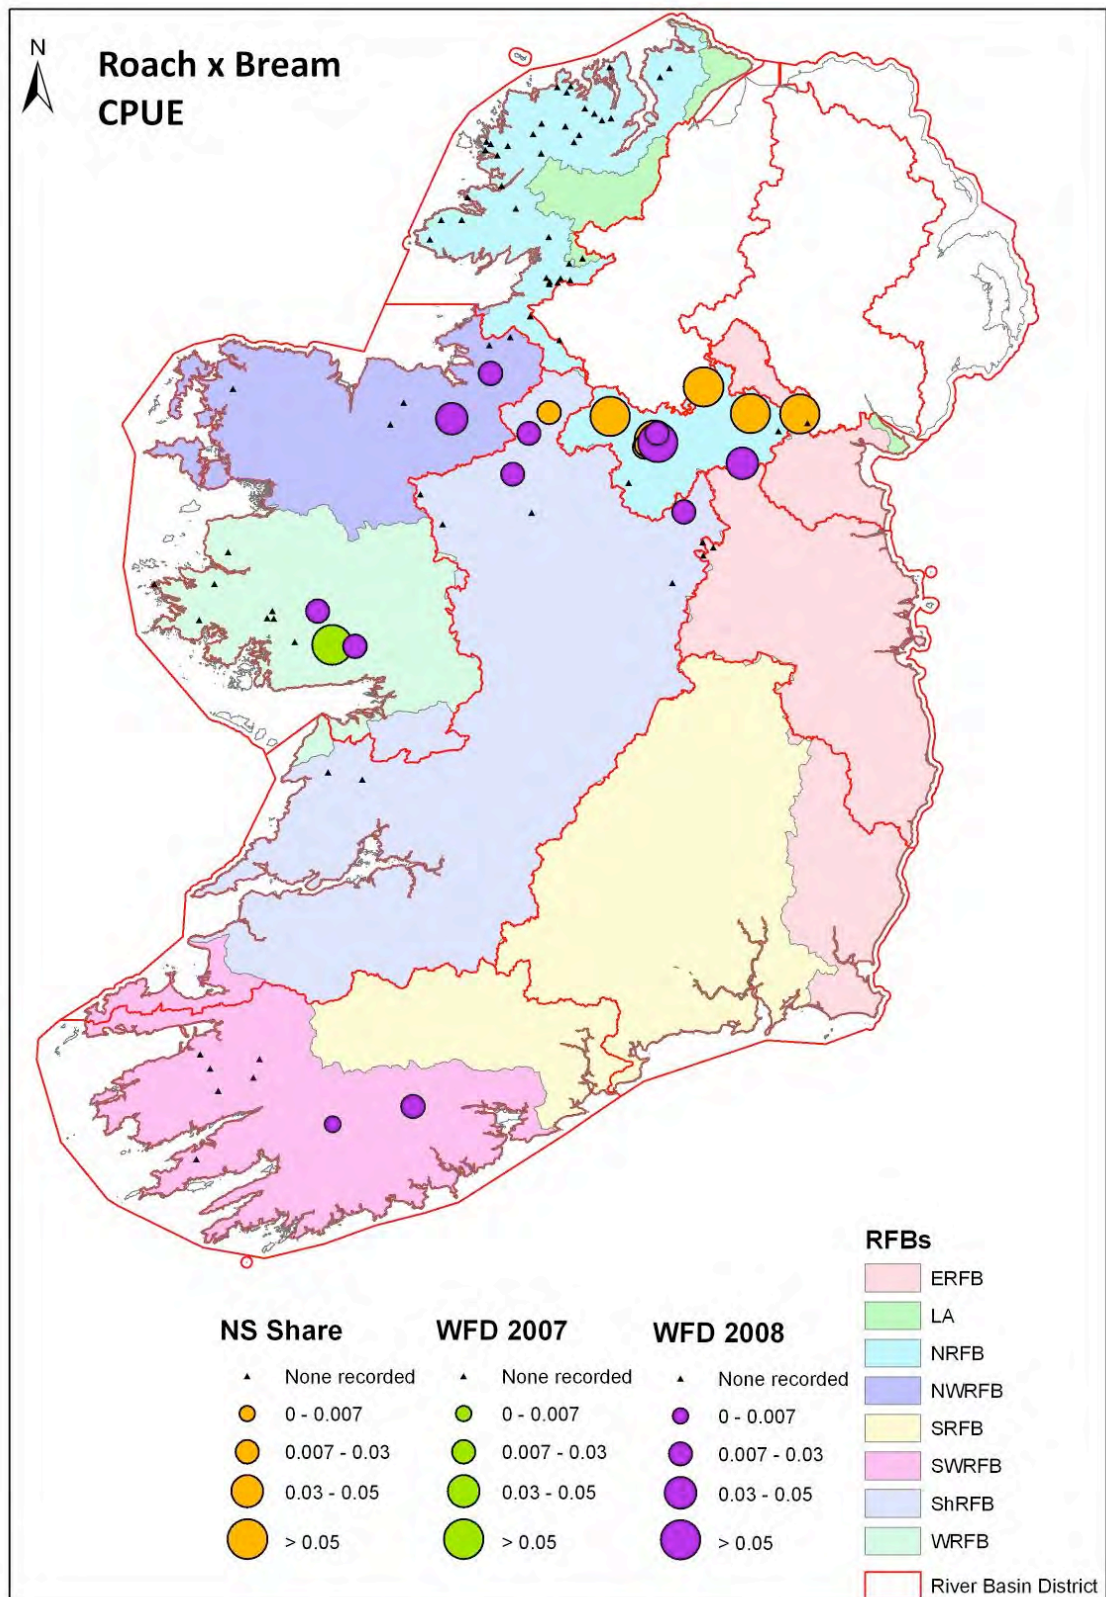 N
Roach x Bream
CPUE
RFBs
ERFB
LA
NRFB
NWRFB
SRFB
SWRFB
ShRFB
WRFB
River Basin District
NS Share
None recorded
0 - 0.007
0.007 - 0.03
0.03 - 0.05
> 0.05
WFD 2007
None recorded
0 - 0.007
0.007 - 0.03
0.03 - 0.05
> 0.05
WFD 2008
None recorded
0 - 0.007
0.007 - 0.03
0.03 - 0.05
> 0.05